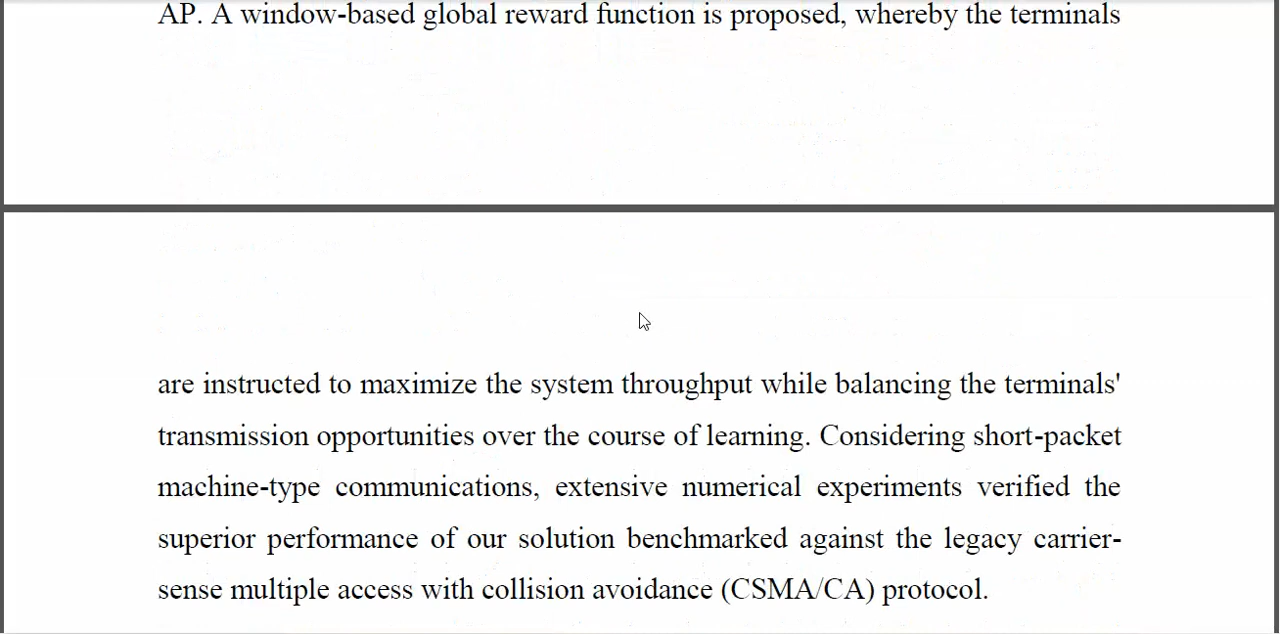 AP. A window-based global reward function is proposed, whereby the terminals
are instructed to maximize the system throughput while balancing the terminals'
transmission opportunities over the course of learning. Considering short-packet
machine-type communications, extensive numerical experiments verified the
superior performance of our solution benchmarked against the legacy carrier-
sense multiple access with collision avoidance (CSMA/CA) protocol.